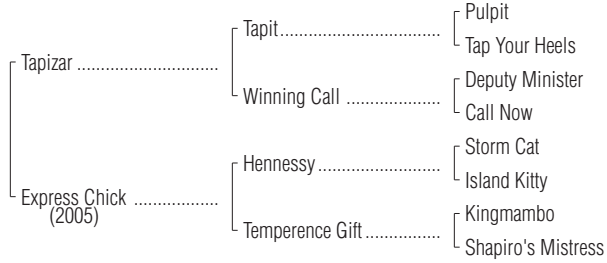 Pulpit
Tapit
Tap Your Heels
Tapizar
Deputy Minister
Winning Call
Call Now
Storm Cat
Hennessy
Island Kitty
Express Chick
(2005)
Kingmambo
Temperence Gift
Shapiro's Mistress